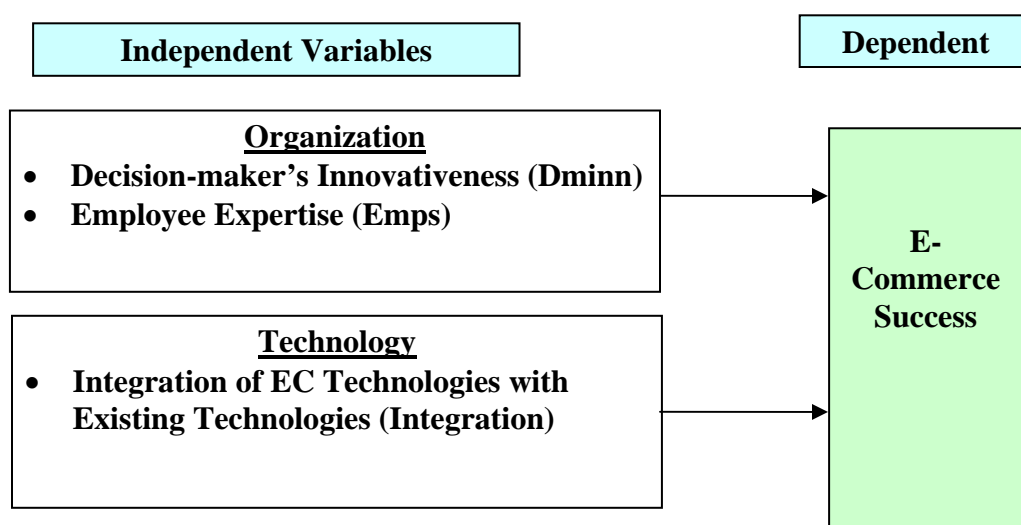 Independent Variables
Dependent
Organization
• Decision-maker’s Innovativeness (Dminn)
• Employee Expertise (Emps)
Technology
• Integration of EC Technologies with
Existing Technologies (Integration)
E-
Commerce
Success